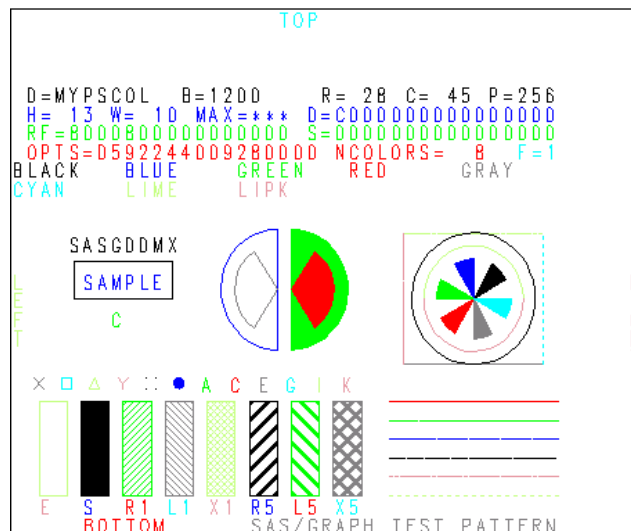 TOP
D=MYPSCOL B=1200 R= 28 C= 45 P=256
H= 13 W= 10 MAX=*** D=C000000000000000
RF=8000800000000000 S=0000000000000000
OPTS=D592244009280000 NCOLORS= 8 F=1
BLACK BLUE GREEN RED GRAY
CYAN LIME LIPK
SASGDDMX
SAMPLE
LEFT
C
A C E G I K
E S R1 L1 X1 R5 L5 X5
BOTTOM SAS/GRAPH TEST PATTERN